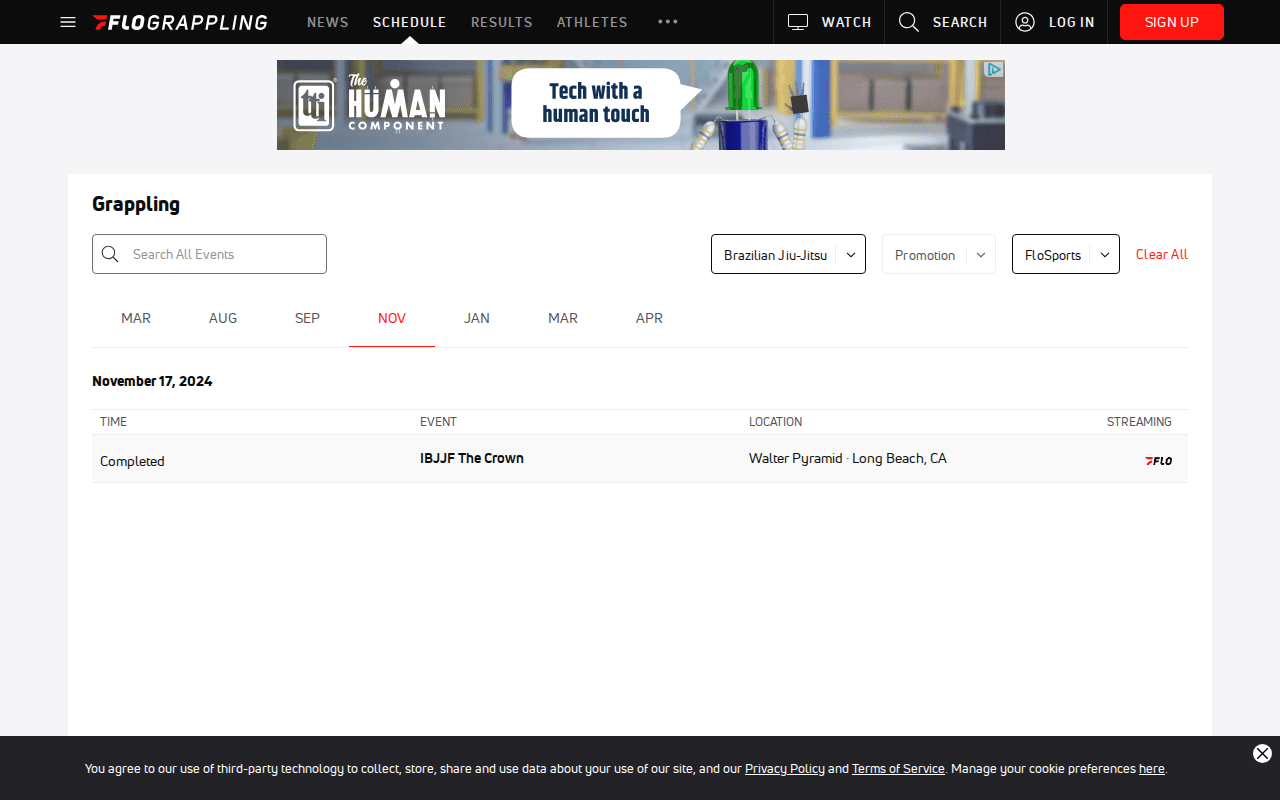 FLOGRAPPLING NEWS SCHEDULE RESULTS ATHLETES ••• WATCH SEARCH LOG IN SIGN UP
ttj The HUMAN COMPONENT Tech with a human touch
Grappling
Search All Events Brazilian Jiu-Jitsu Promotion FloSports Clear All
MAR AUG SEP NOV JAN MAR APR
November 17, 2024
TIME EVENT LOCATION STREAMING
Completed IBJJF The Crown Walter Pyramid · Long Beach, CA FLO
You agree to our use of third-party technology to collect, store, share and use data about your use of our site, and our Privacy Policy and Terms of Service. Manage your cookie preferences here.